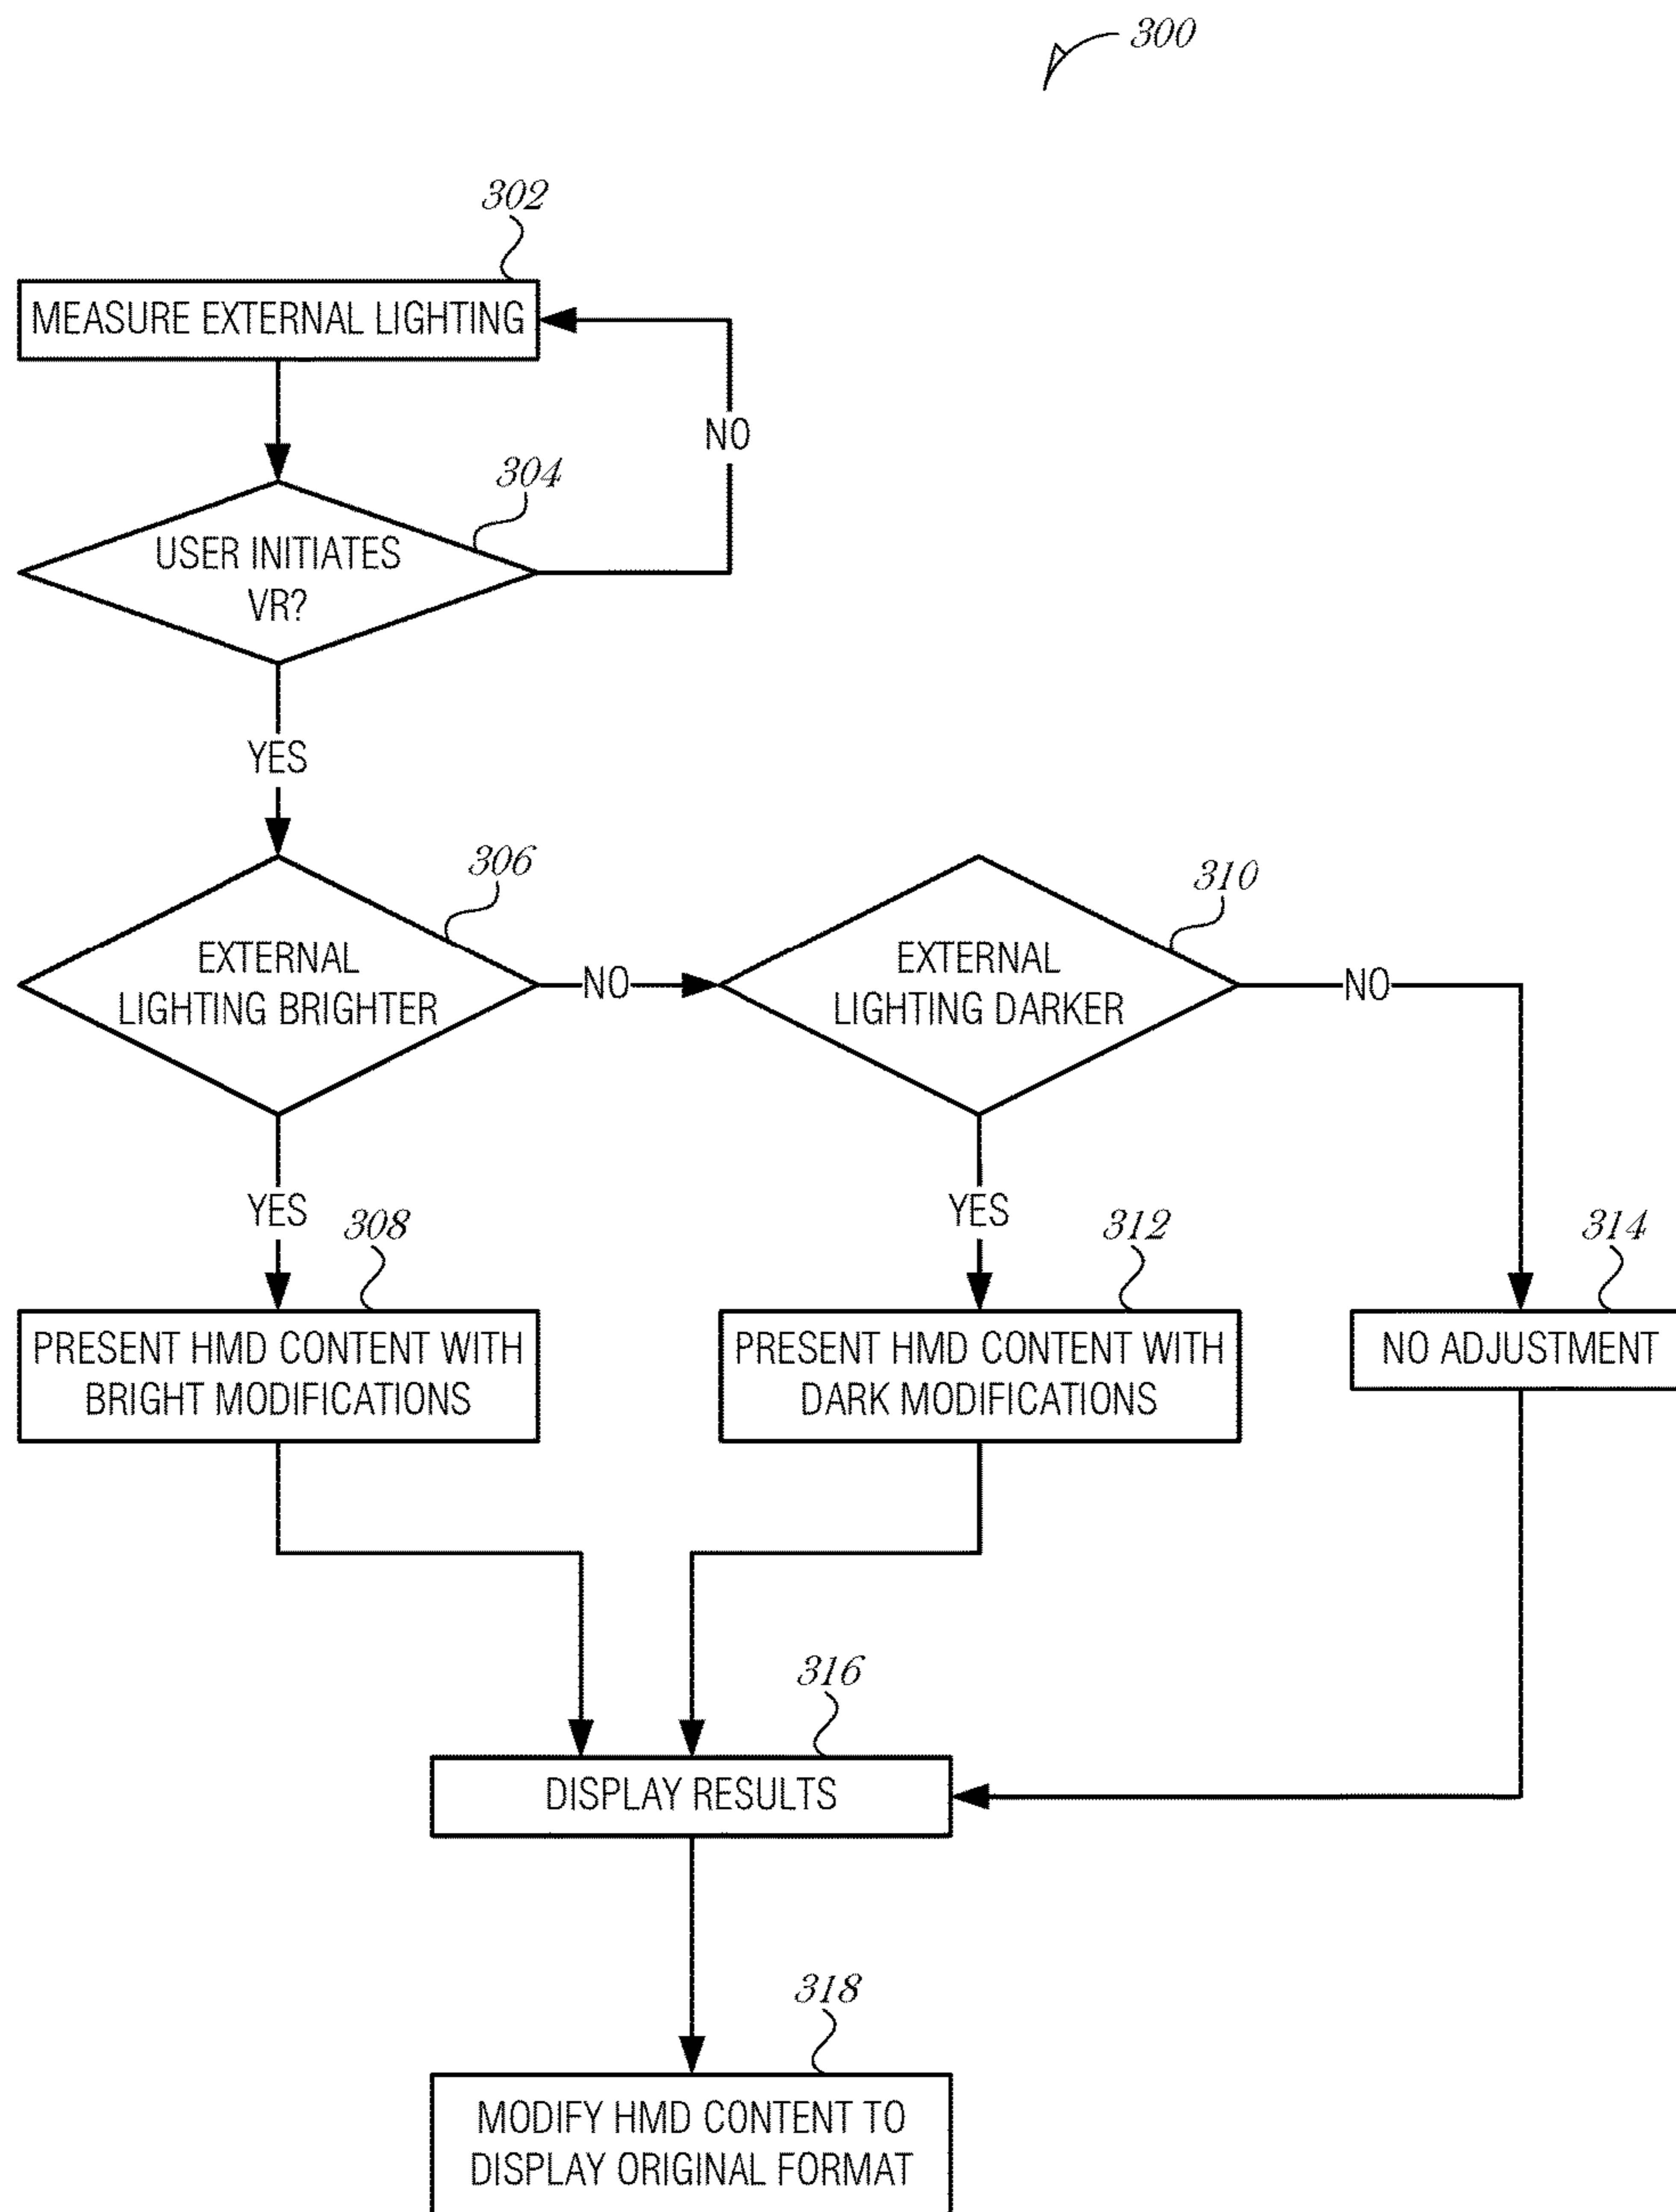 300
302
MEASURE EXTERNAL LIGHTING
NO
304
USER INITIATES
VR?
YES
306
EXTERNAL
LIGHTING BRIGHTER
NO
310
EXTERNAL
LIGHTING DARKER
NO
YES
308
PRESENT HMD CONTENT WITH
BRIGHT MODIFICATIONS
YES
312
PRESENT HMD CONTENT WITH
DARK MODIFICATIONS
314
NO ADJUSTMENT
316
DISPLAY RESULTS
318
MODIFY HMD CONTENT TO
DISPLAY ORIGINAL FORMAT